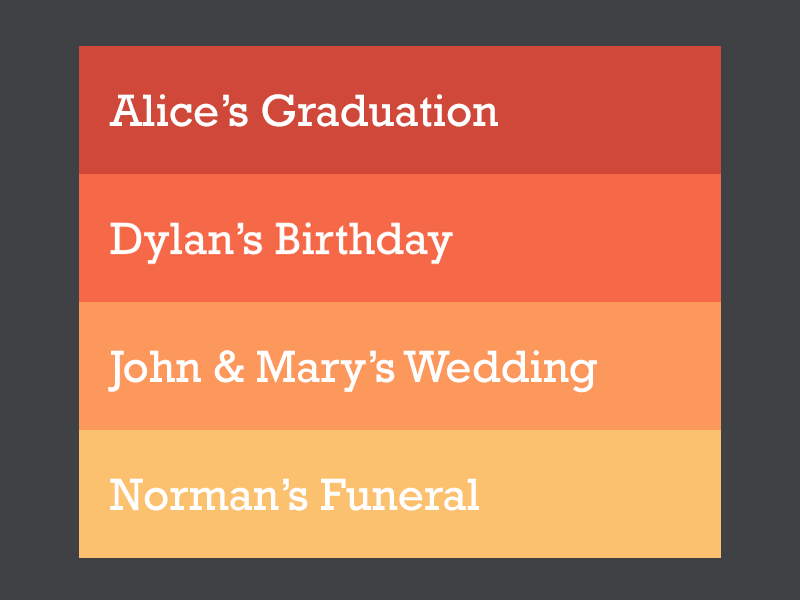 Alice’s Graduation
Dylan’s Birthday
John & Mary’s Wedding
Norman’s Funeral